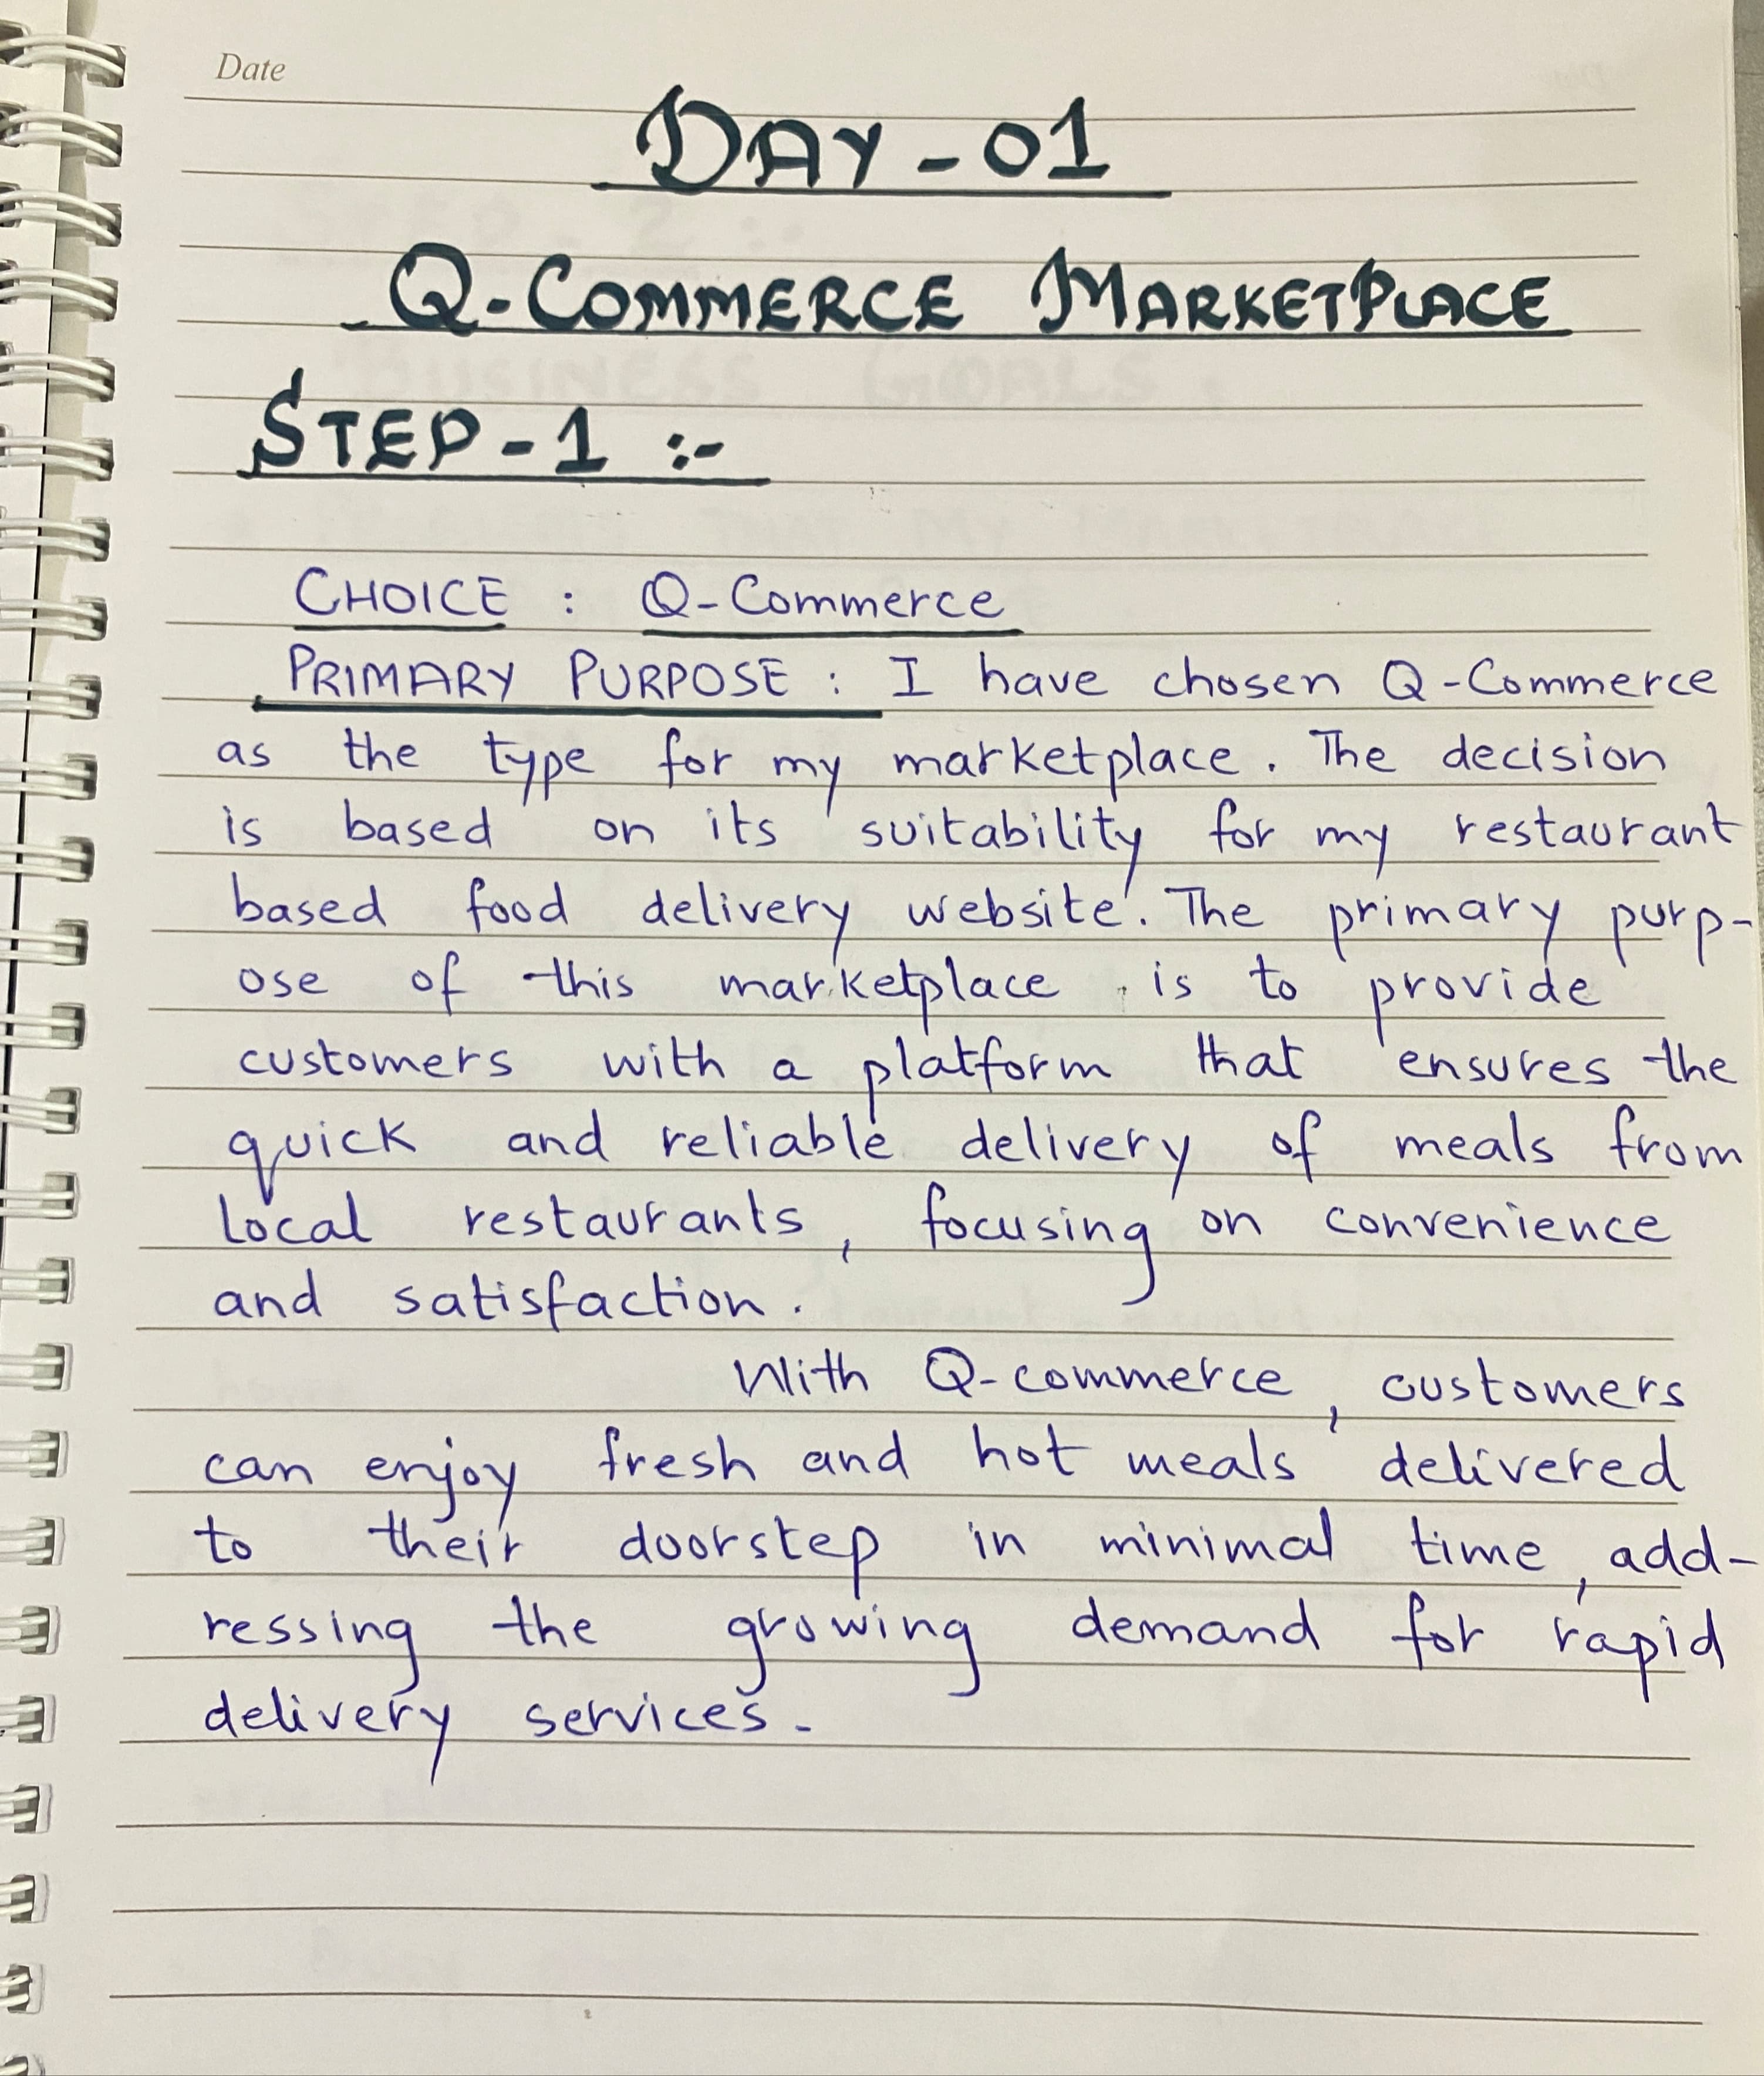 Date
DAY-01
Q-COMMERCE MARKETPLACE
STEP-1 :-
CHOICE : Q-Commerce
PRIMARY PURPOSE : I have chosen Q-Commerce
as the type for my marketplace. The decision
is based on its suitability for my restaurant
based food delivery website. The primary purp-
ose of this marketplace is to provide
customers with a platform that ensures the
quick and reliable delivery of meals from
local restaurants, focusing on convenience
and satisfaction.
With Q-commerce, customers
can enjoy fresh and hot meals delivered
to their doorstep in minimal time, add-
ressing the growing demand for rapid
delivery services.